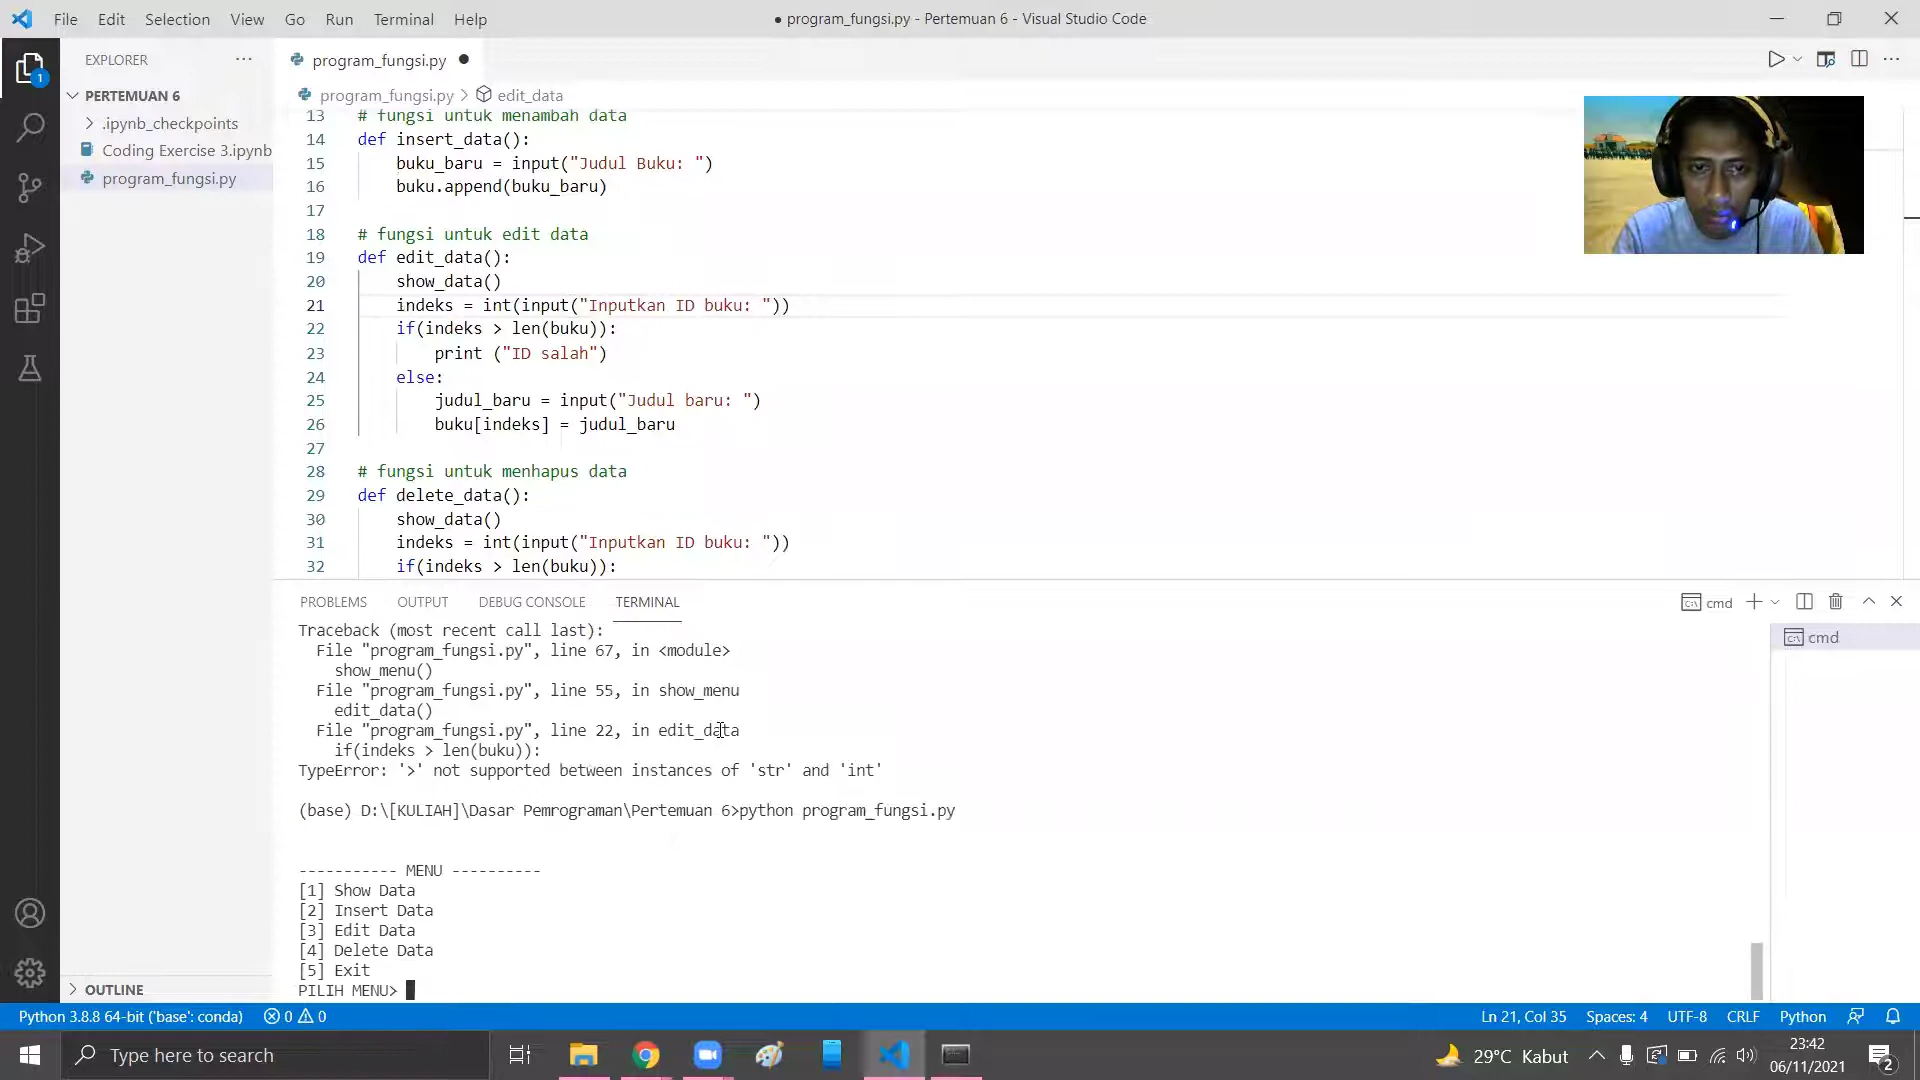 File Edit Selection View Go Run Terminal Help
● program_fungsi.py - Pertemuan 6 - Visual Studio Code
EXPLORER ···
PERTEMUAN 6
.ipynb_checkpoints
Coding Exercise 3.ipynb
program_fungsi.py
OUTLINE
1
program_fungsi.py ●
program_fungsi.py > edit_data
13 # fungsi untuk menambah data
14 def insert_data():
15 buku_baru = input("Judul Buku: ")
16 buku.append(buku_baru)
17
18 # fungsi untuk edit data
19 def edit_data():
20 show_data()
21 indeks = int(input("Inputkan ID buku: "))
22 if(indeks > len(buku)):
23 print ("ID salah")
24 else:
25 judul_baru = input("Judul baru: ")
26 buku[indeks] = judul_baru
27
28 # fungsi untuk menhapus data
29 def delete_data():
30 show_data()
31 indeks = int(input("Inputkan ID buku: "))
32 if(indeks > len(buku)):
PROBLEMS OUTPUT DEBUG CONSOLE TERMINAL
cmd
cmd
Traceback (most recent call last):
File "program_fungsi.py", line 67, in <module>
show_menu()
File "program_fungsi.py", line 55, in show_menu
edit_data()
File "program_fungsi.py", line 22, in edit_data
if(indeks > len(buku)):
TypeError: '>' not supported between instances of 'str' and 'int'
(base) D:\[KULIAH]\Dasar Pemrograman\Pertemuan 6>python program_fungsi.py
----------- MENU ----------
[1] Show Data
[2] Insert Data
[3] Edit Data
[4] Delete Data
[5] Exit
PILIH MENU>
Python 3.8.8 64-bit ('base': conda) 0 0
Ln 21, Col 35 Spaces: 4 UTF-8 CRLF Python
Type here to search
29°C Kabut
23:42
06/11/2021
2